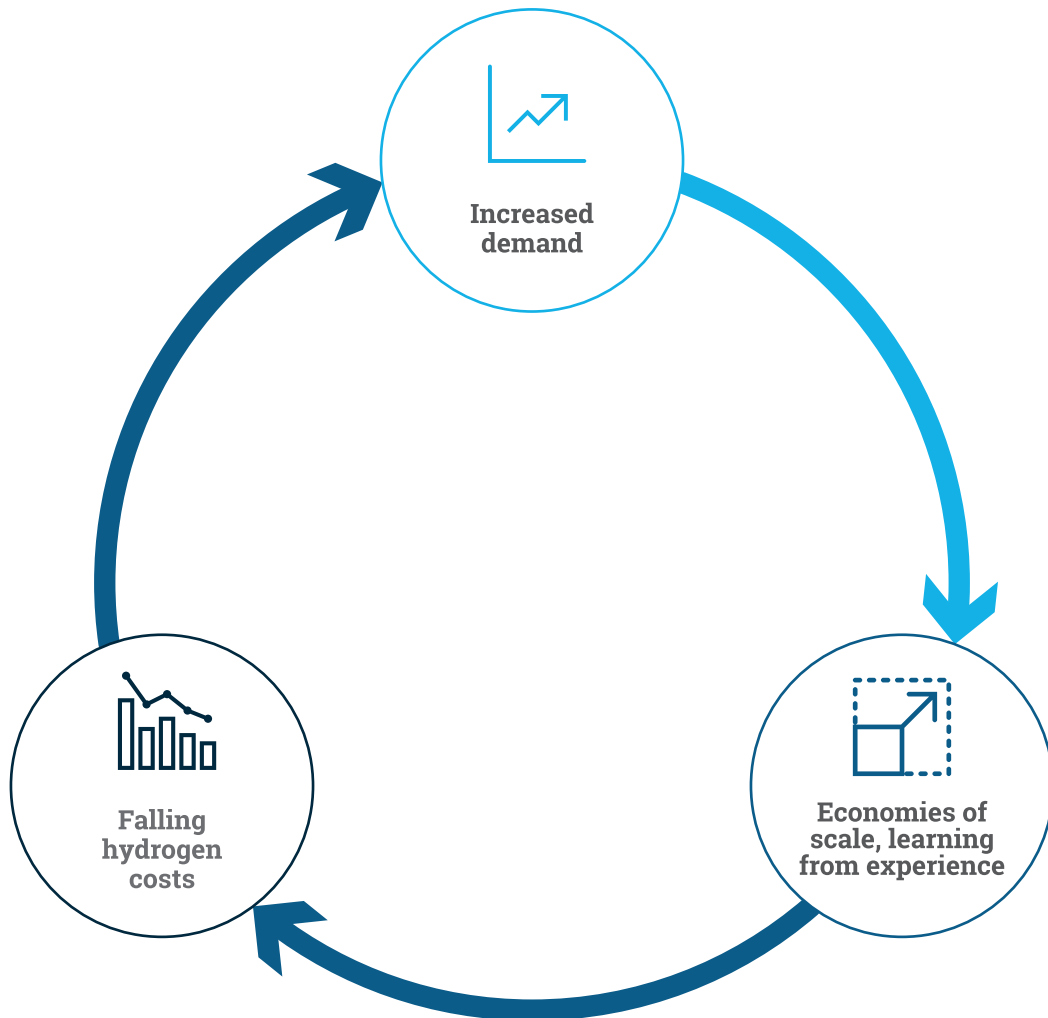 Increased
demand
Economies of
scale, learning
from experience
Falling
hydrogen
costs